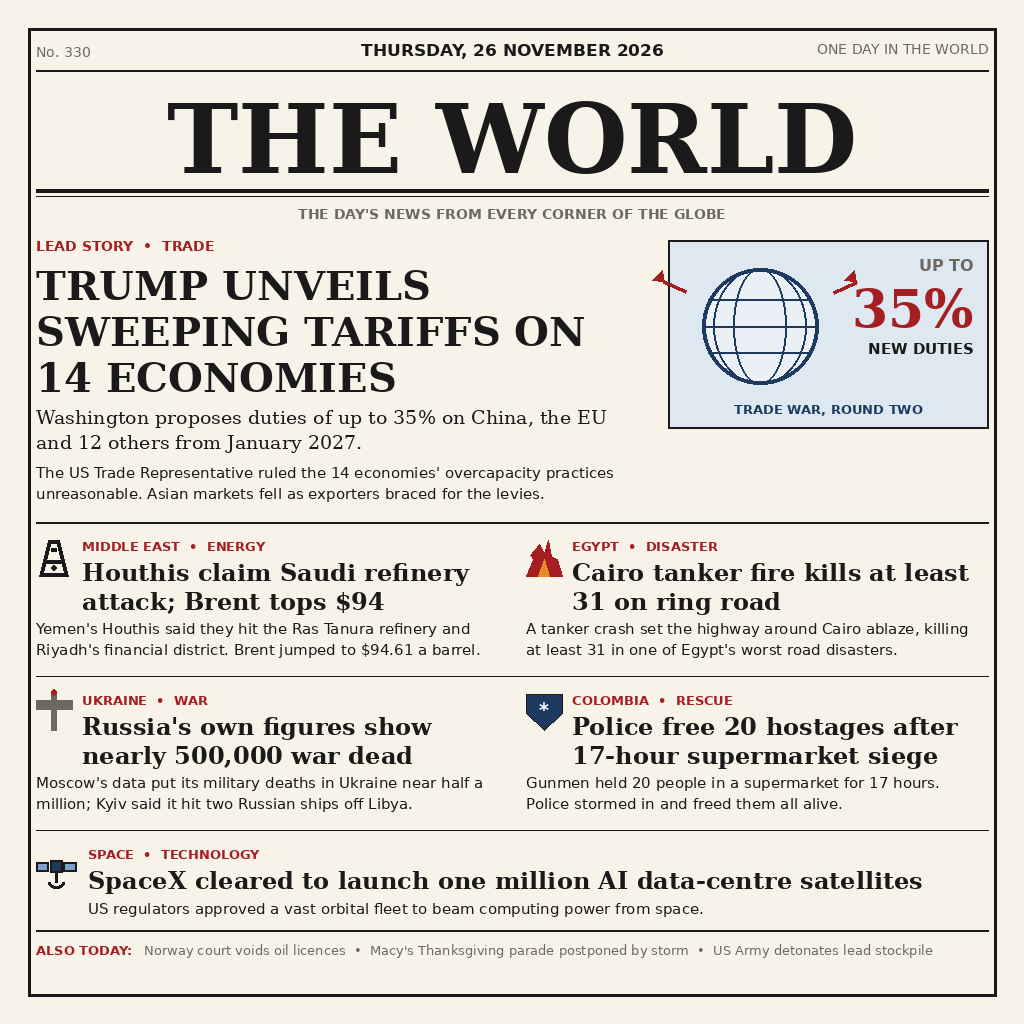 No. 330
THURSDAY, 26 NOVEMBER 2026
ONE DAY IN THE WORLD
THE WORLD
THE DAY'S NEWS FROM EVERY CORNER OF THE GLOBE
LEAD STORY • TRADE
TRUMP UNVEILS
SWEEPING TARIFFS ON
14 ECONOMIES
Washington proposes duties of up to 35% on China, the EU
and 12 others from January 2027.
The US Trade Representative ruled the 14 economies' overcapacity practices
unreasonable. Asian markets fell as exporters braced for the levies.
UP TO
35%
NEW DUTIES
TRADE WAR, ROUND TWO
MIDDLE EAST • ENERGY
Houthis claim Saudi refinery
attack; Brent tops $94
Yemen's Houthis said they hit the Ras Tanura refinery and
Riyadh's financial district. Brent jumped to $94.61 a barrel.
EGYPT • DISASTER
Cairo tanker fire kills at least
31 on ring road
A tanker crash set the highway around Cairo ablaze, killing
at least 31 in one of Egypt's worst road disasters.
UKRAINE • WAR
Russia's own figures show
nearly 500,000 war dead
Moscow's data put its military deaths in Ukraine near half a
million; Kyiv said it hit two Russian ships off Libya.
COLOMBIA • RESCUE
Police free 20 hostages after
17-hour supermarket siege
Gunmen held 20 people in a supermarket for 17 hours.
Police stormed in and freed them all alive.
SPACE • TECHNOLOGY
SpaceX cleared to launch one million AI data-centre satellites
US regulators approved a vast orbital fleet to beam computing power from space.
ALSO TODAY: Norway court voids oil licences • Macy's Thanksgiving parade postponed by storm • US Army detonates lead stockpile